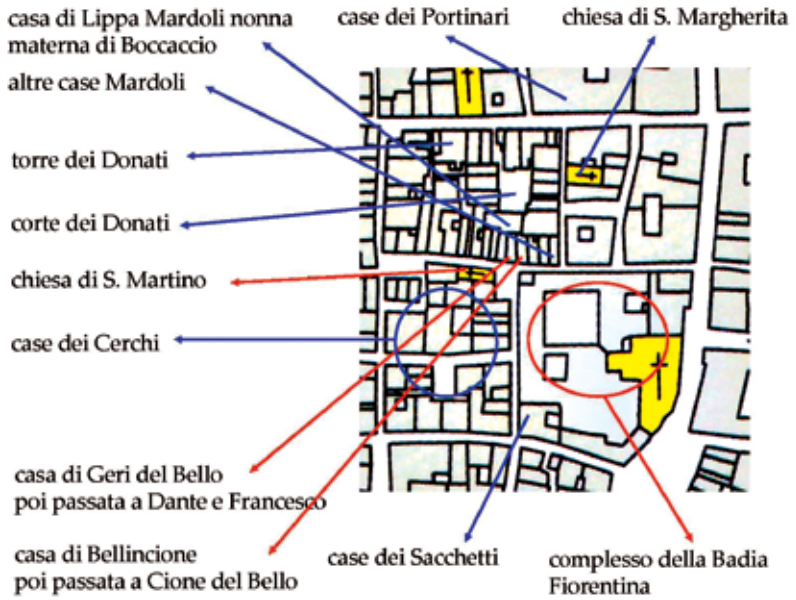 casa di Lippa Mardoli nonna
materna di Boccaccio
case dei Portinari
chiesa di S. Margherita
altre case Mardoli
torre dei Donati
corte dei Donati
chiesa di S. Martino
case dei Cerchi
casa di Geri del Bello
poi passata a Dante e Francesco
casa di Bellincione
poi passata a Cione del Bello
case dei Sacchetti
complesso della Badia
Fiorentina